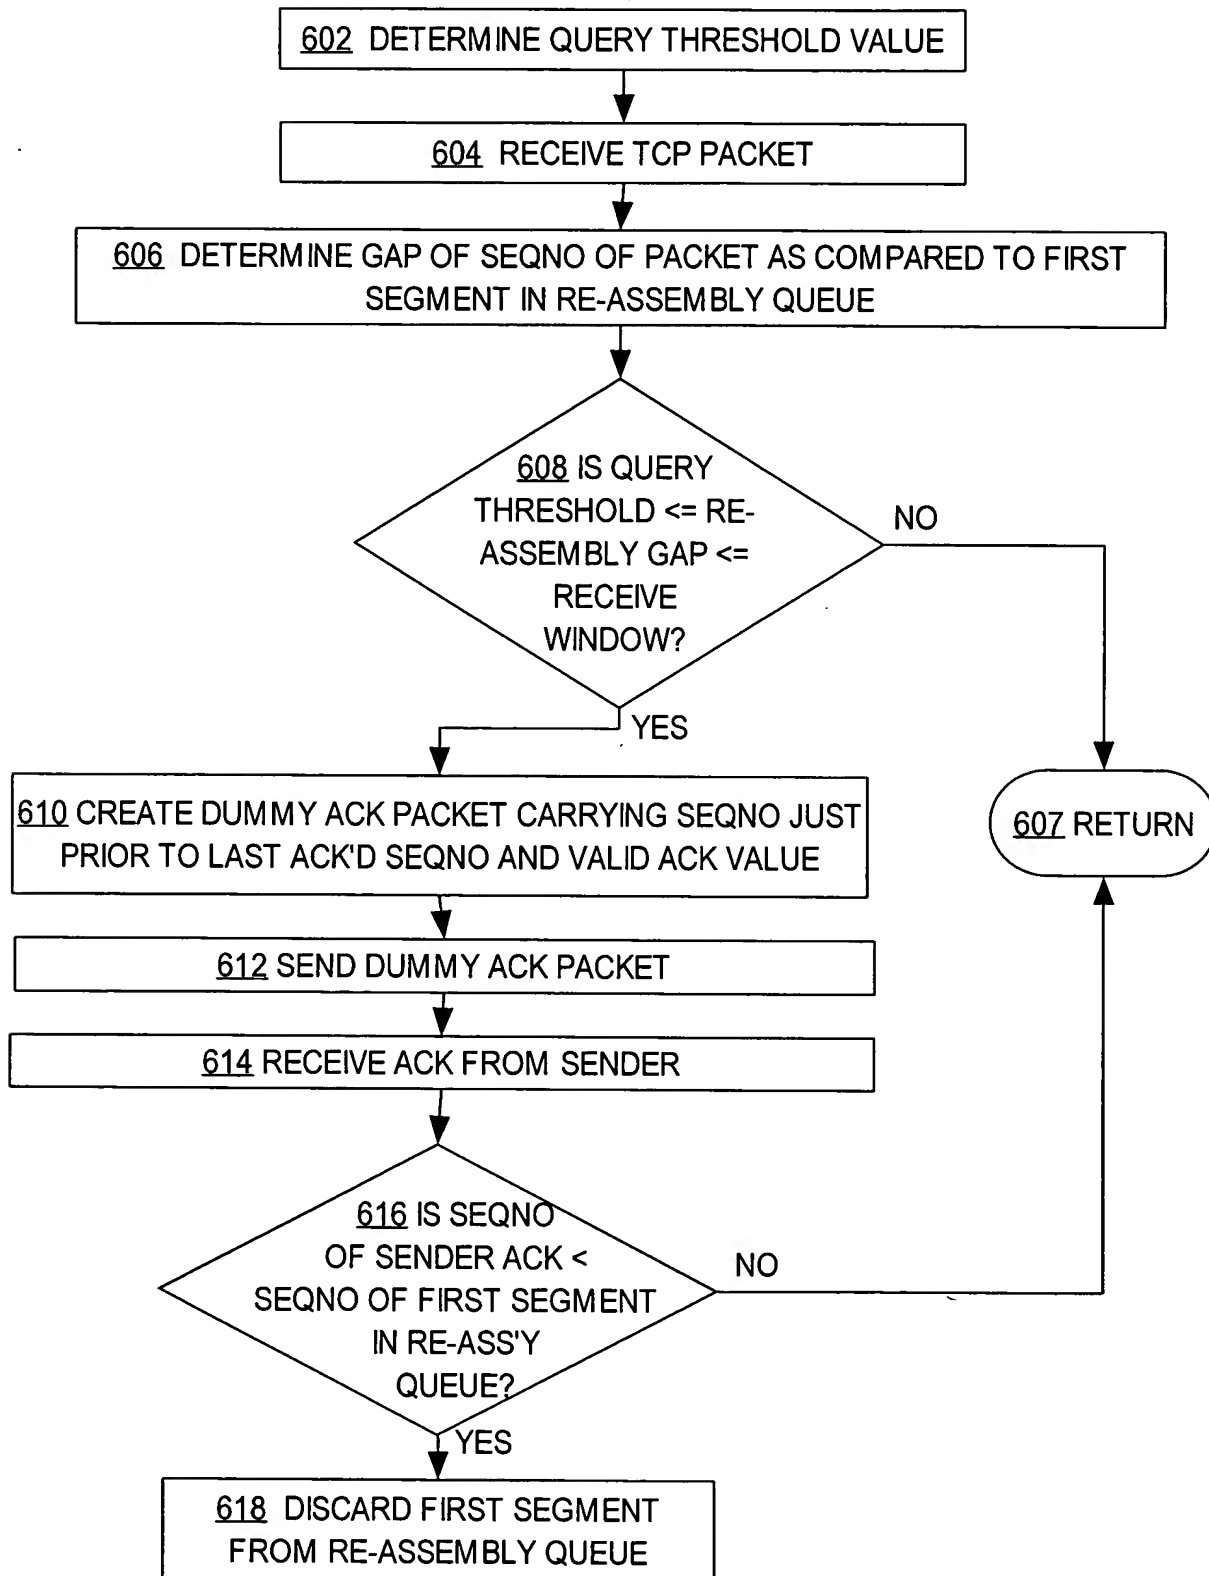 602 DETERMINE QUERY THRESHOLD VALUE
604 RECEIVE TCP PACKET
606 DETERMINE GAP OF SEQNO OF PACKET AS COMPARED TO FIRST
SEGMENT IN RE-ASSEMBLY QUEUE
608 IS QUERY
THRESHOLD <= RE-
ASSEMBLY GAP <=
RECEIVE
WINDOW?
NO
YES
610 CREATE DUMMY ACK PACKET CARRYING SEQNO JUST
PRIOR TO LAST ACK'D SEQNO AND VALID ACK VALUE
607 RETURN
612 SEND DUMMY ACK PACKET
614 RECEIVE ACK FROM SENDER
616 IS SEQNO
OF SENDER ACK <
SEQNO OF FIRST SEGMENT
IN RE-ASS'Y
QUEUE?
NO
YES
618 DISCARD FIRST SEGMENT
FROM RE-ASSEMBLY QUEUE